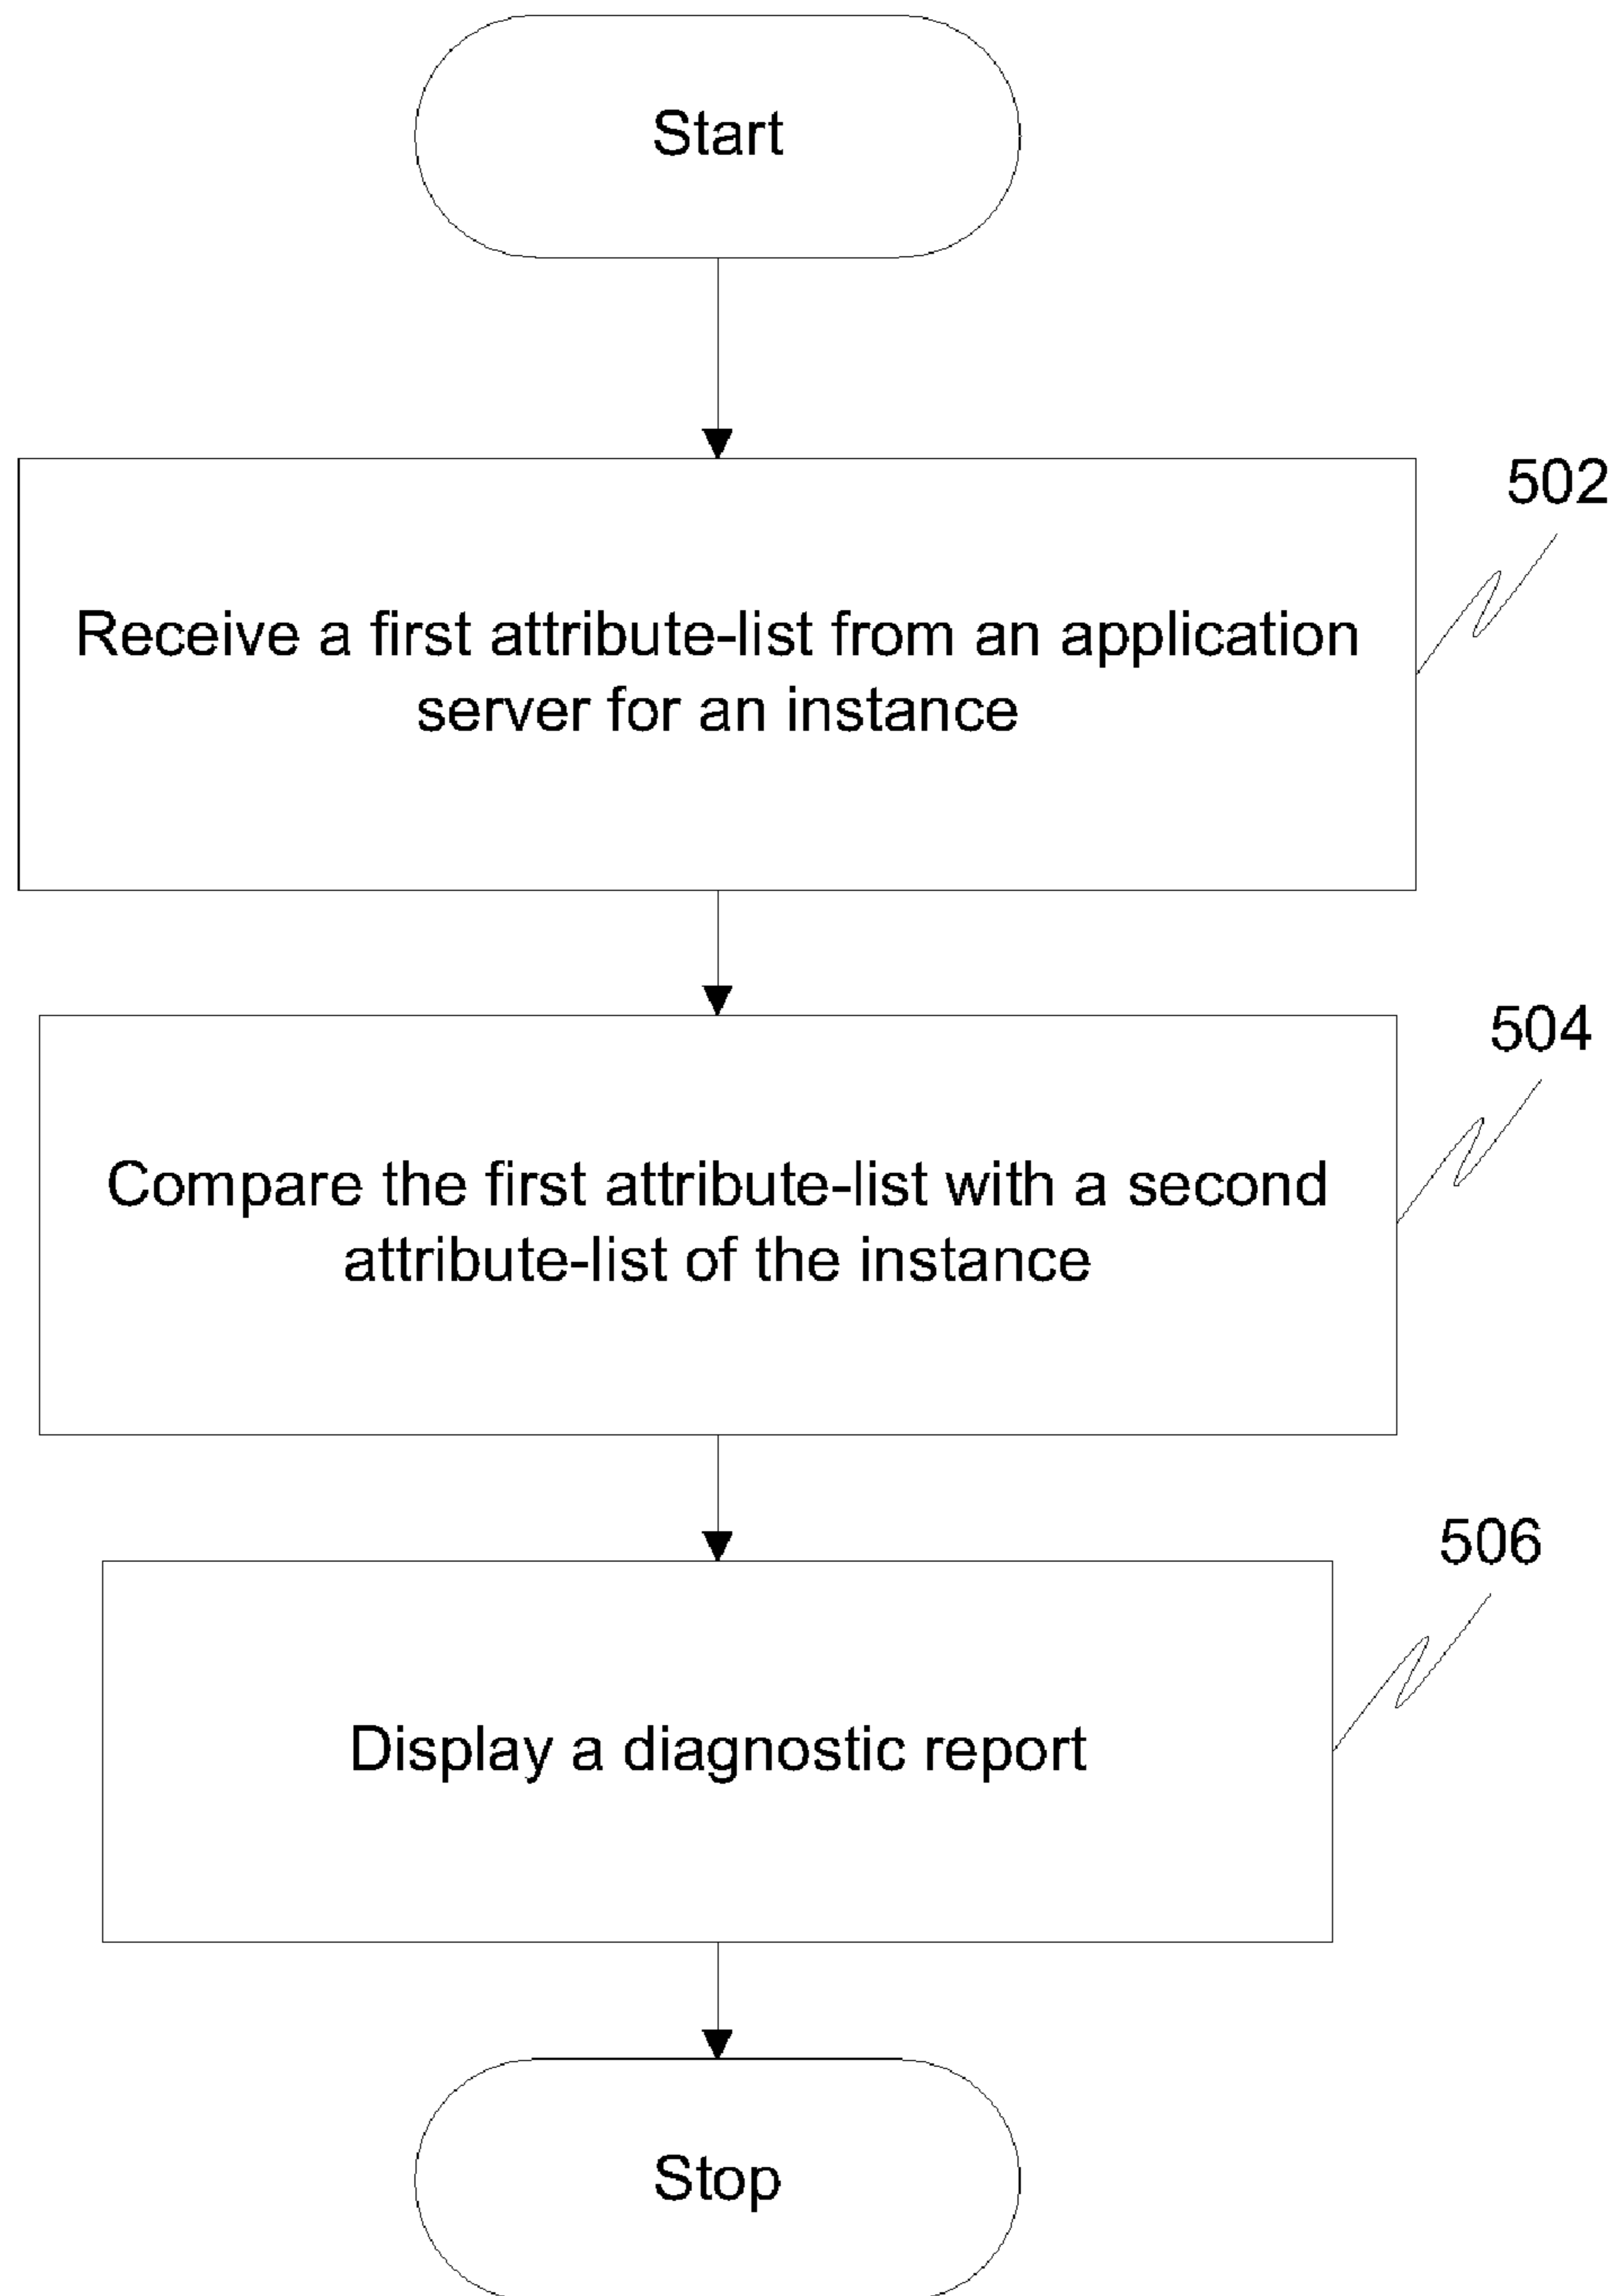 Start
502
Receive a first attribute-list from an application
server for an instance
504
Compare the first attribute-list with a second
attribute-list of the instance
506
Display a diagnostic report
Stop